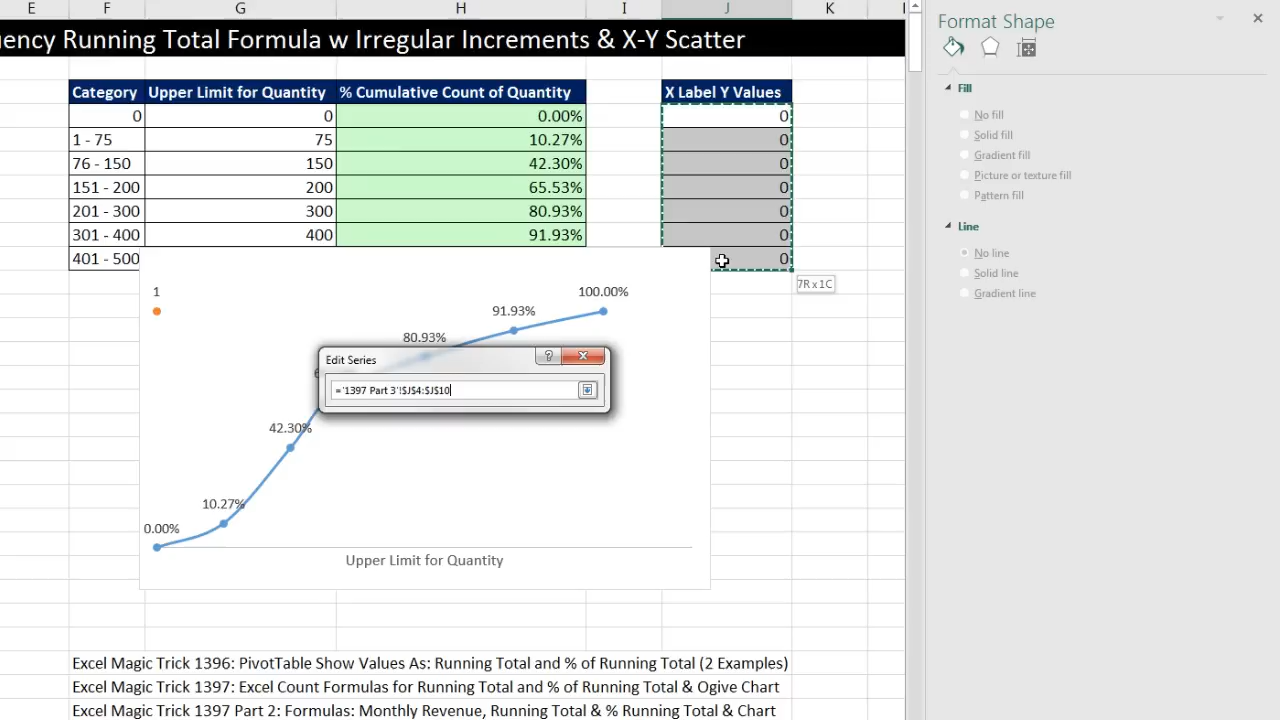 E F G H I J K
Format Shape
uency Running Total Formula w Irregular Increments & X-Y Scatter
Category Upper Limit for Quantity % Cumulative Count of Quantity X Label Y Values
0 0 0.00% 0
1 - 75 75 10.27% 0
76 - 150 150 42.30% 0
151 - 200 200 65.53% 0
201 - 300 300 80.93% 0
301 - 400 400 91.93% 0
401 - 500 0
7R x 1C
Fill
No fill
Solid fill
Gradient fill
Picture or texture fill
Pattern fill
Line
No line
Solid line
Gradient line
1
100.00%
91.93%
80.93%
42.30%
10.27%
0.00%
Upper Limit for Quantity
Edit Series
='1397 Part 3'!$J$4:$J$10
Excel Magic Trick 1396: PivotTable Show Values As: Running Total and % of Running Total (2 Examples)
Excel Magic Trick 1397: Excel Count Formulas for Running Total and % of Running Total & Ogive Chart
Excel Magic Trick 1397 Part 2: Formulas: Monthly Revenue, Running Total & % Running Total & Chart